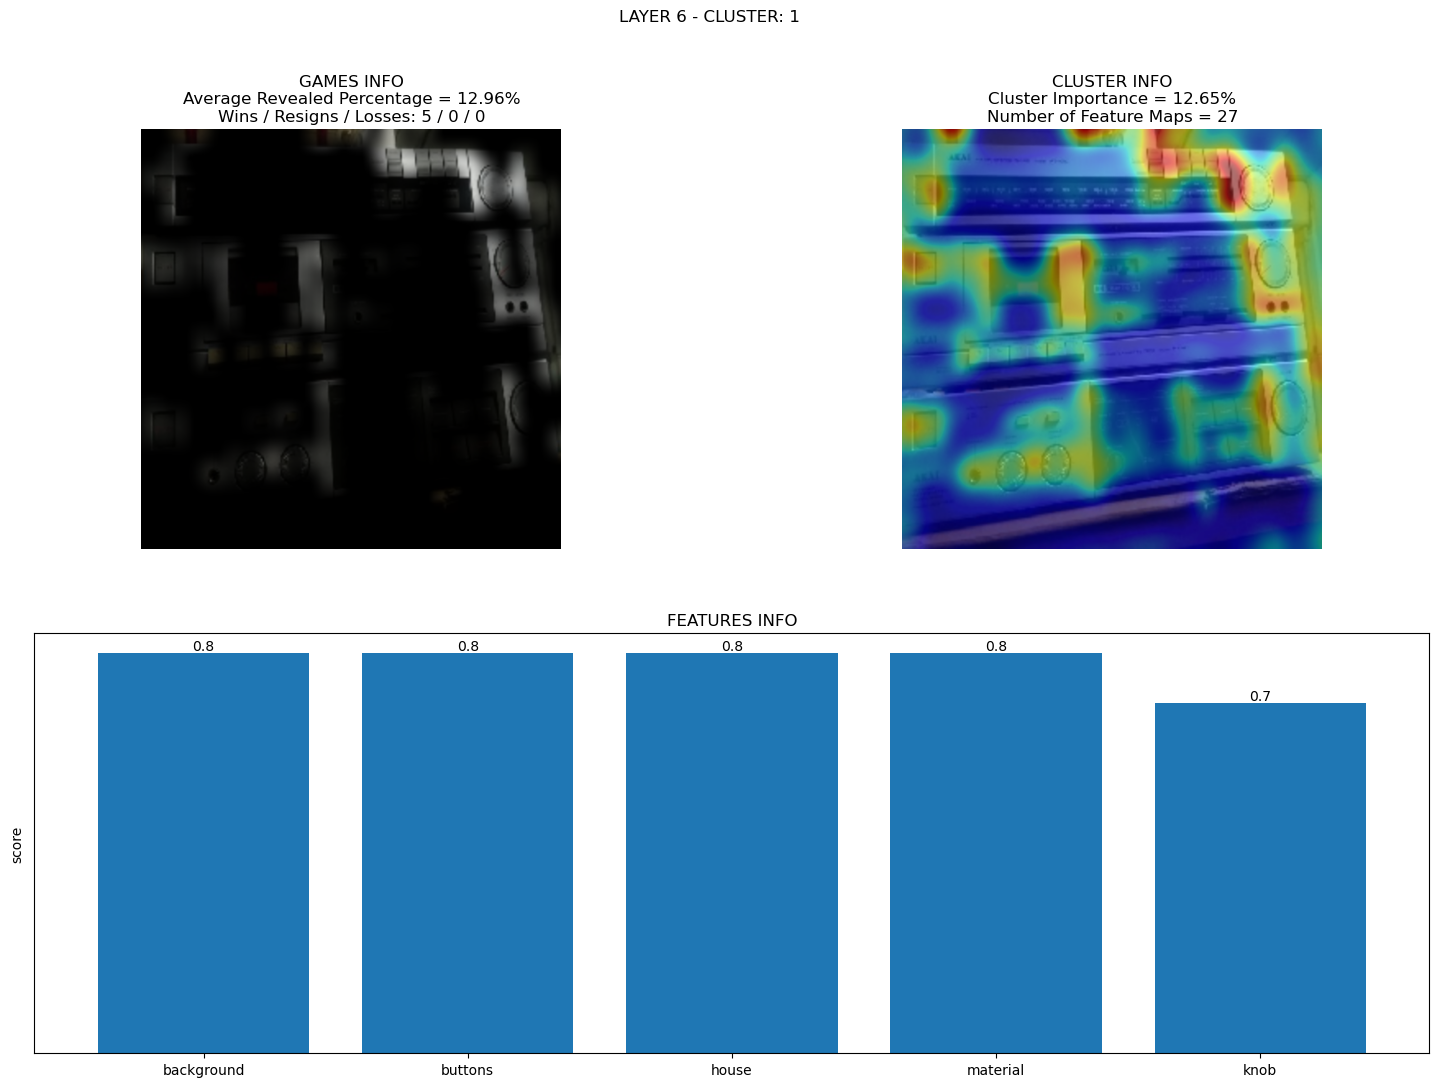 LAYER 6 - CLUSTER: 1
GAMES INFO
Average Revealed Percentage = 12.96%
Wins / Resigns / Losses: 5 / 0 / 0
CLUSTER INFO
Cluster Importance = 12.65%
Number of Feature Maps = 27
AKAI
FEATURES INFO
0.8
0.8
0.8
0.8
0.7
score
background
buttons
house
material
knob